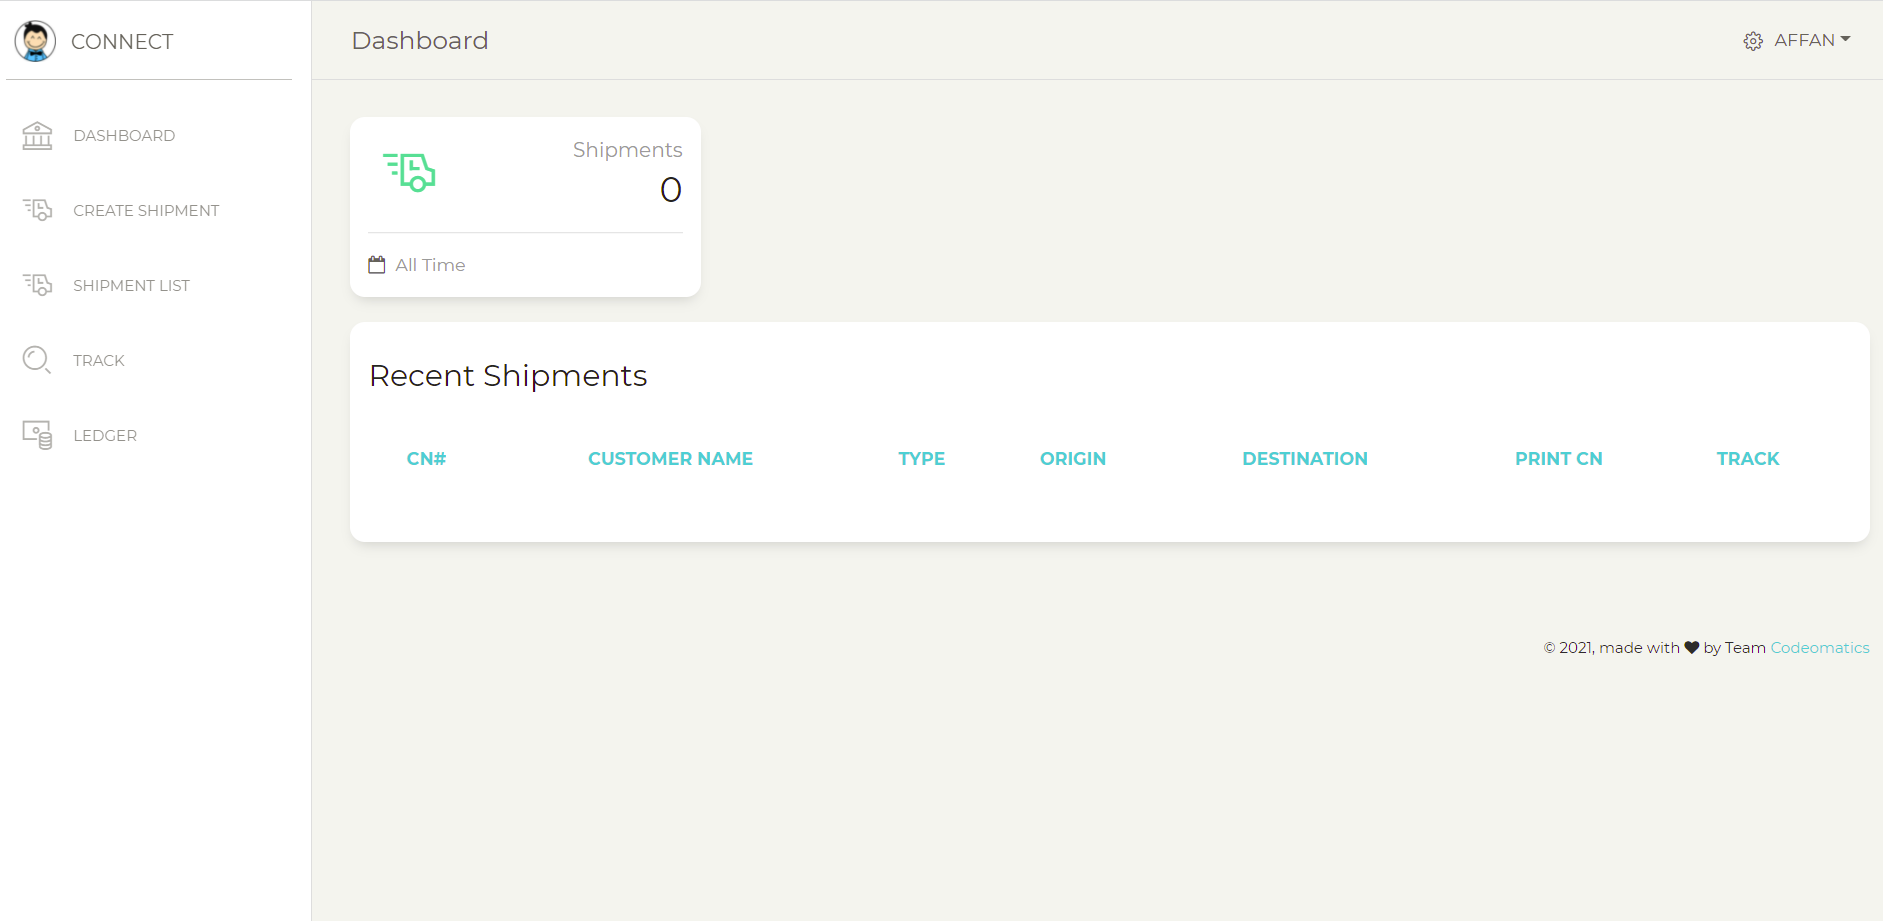 CONNECT
Dashboard
AFFAN
DASHBOARD
CREATE SHIPMENT
SHIPMENT LIST
TRACK
LEDGER
Shipments
0
All Time
Recent Shipments
CN# CUSTOMER NAME TYPE ORIGIN DESTINATION PRINT CN TRACK
© 2021, made with ♥ by Team Codeomatics